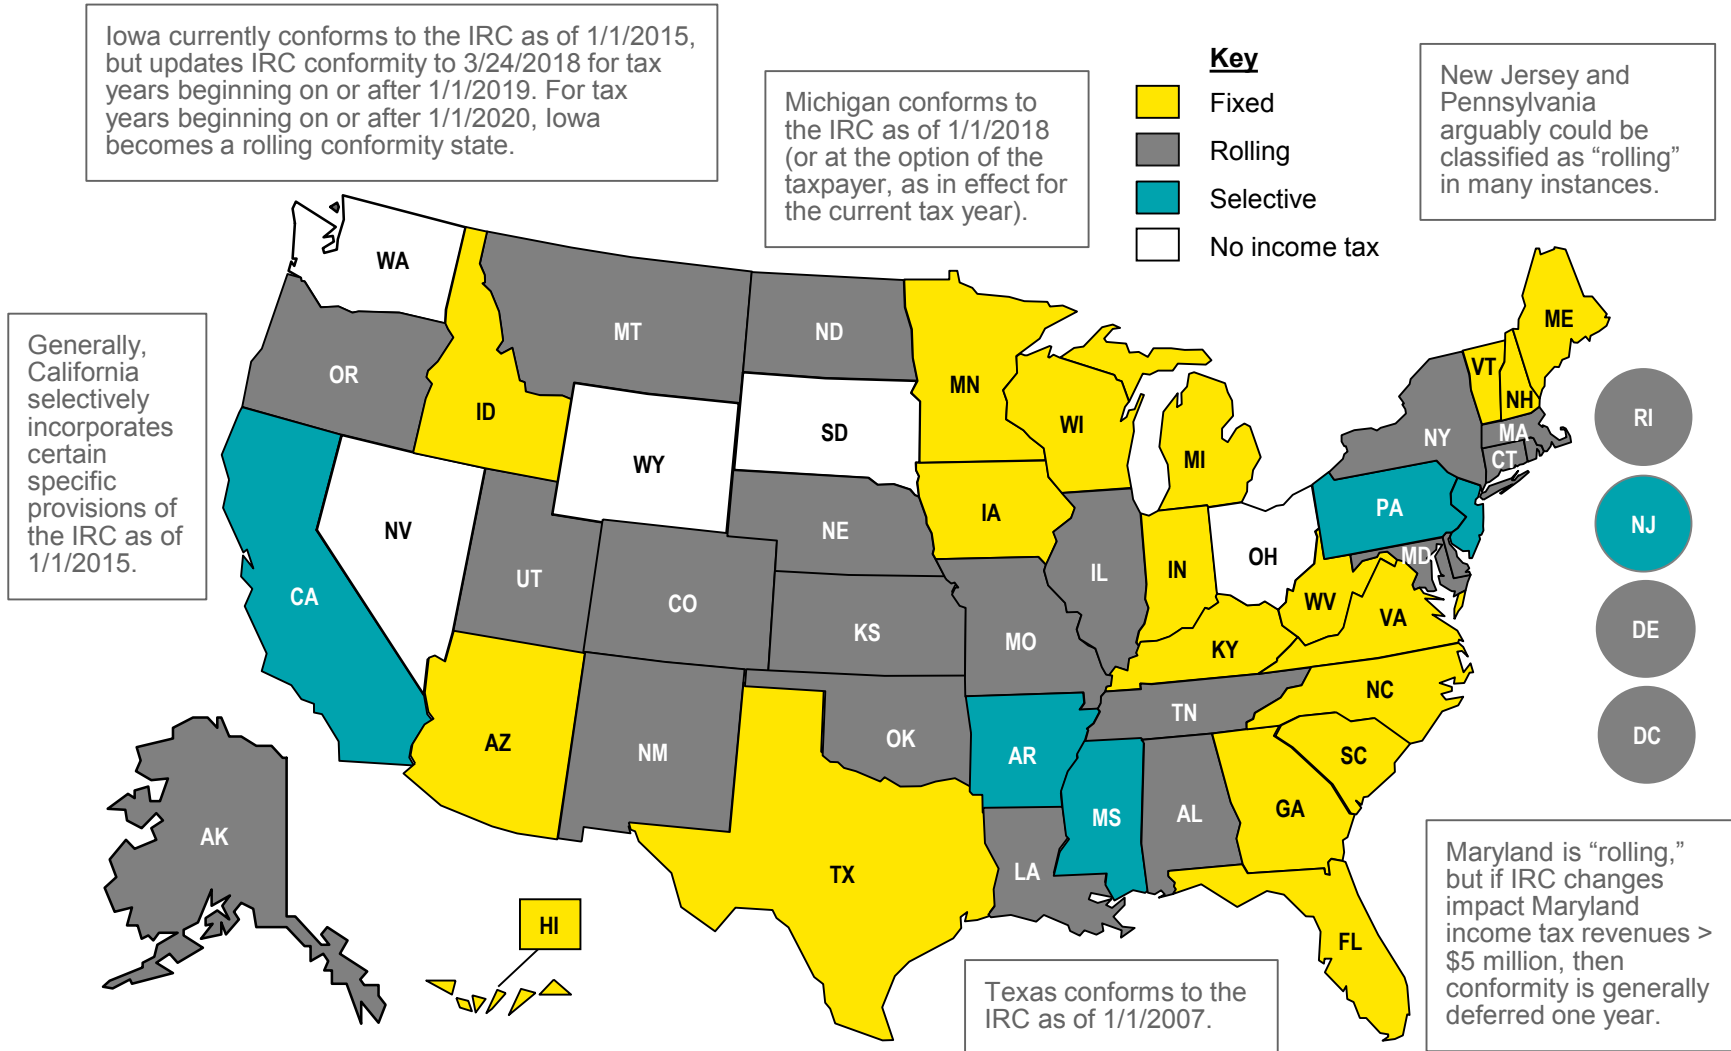 Iowa currently conforms to the IRC as of 1/1/2015,
but updates IRC conformity to 3/24/2018 for tax
years beginning on or after 1/1/2019. For tax
years beginning on or after 1/1/2020, Iowa
becomes a rolling conformity state.
Michigan conforms to
the IRC as of 1/1/2018
(or at the option of the
taxpayer, as in effect for
the current tax year).
Key
Fixed
Rolling
Selective
No income tax
New Jersey and
Pennsylvania
arguably could be
classified as “rolling”
in many instances.
Generally,
California
selectively
incorporates
certain
specific
provisions of
the IRC as of
1/1/2015.
WA
OR
ID
MT
ND
SD
WY
NV
CA
UT
CO
NE
KS
AZ
NM
OK
TX
MN
IA
MO
AR
LA
WI
IL
MI
IN
OH
KY
TN
MS
AL
GA
FL
SC
NC
VA
WV
MD
PA
NY
VT
NH
ME
MA
CT
RI
NJ
DE
DC
AK
HI
Texas conforms to the
IRC as of 1/1/2007.
Maryland is “rolling,”
but if IRC changes
impact Maryland
income tax revenues >
$5 million, then
conformity is generally
deferred one year.